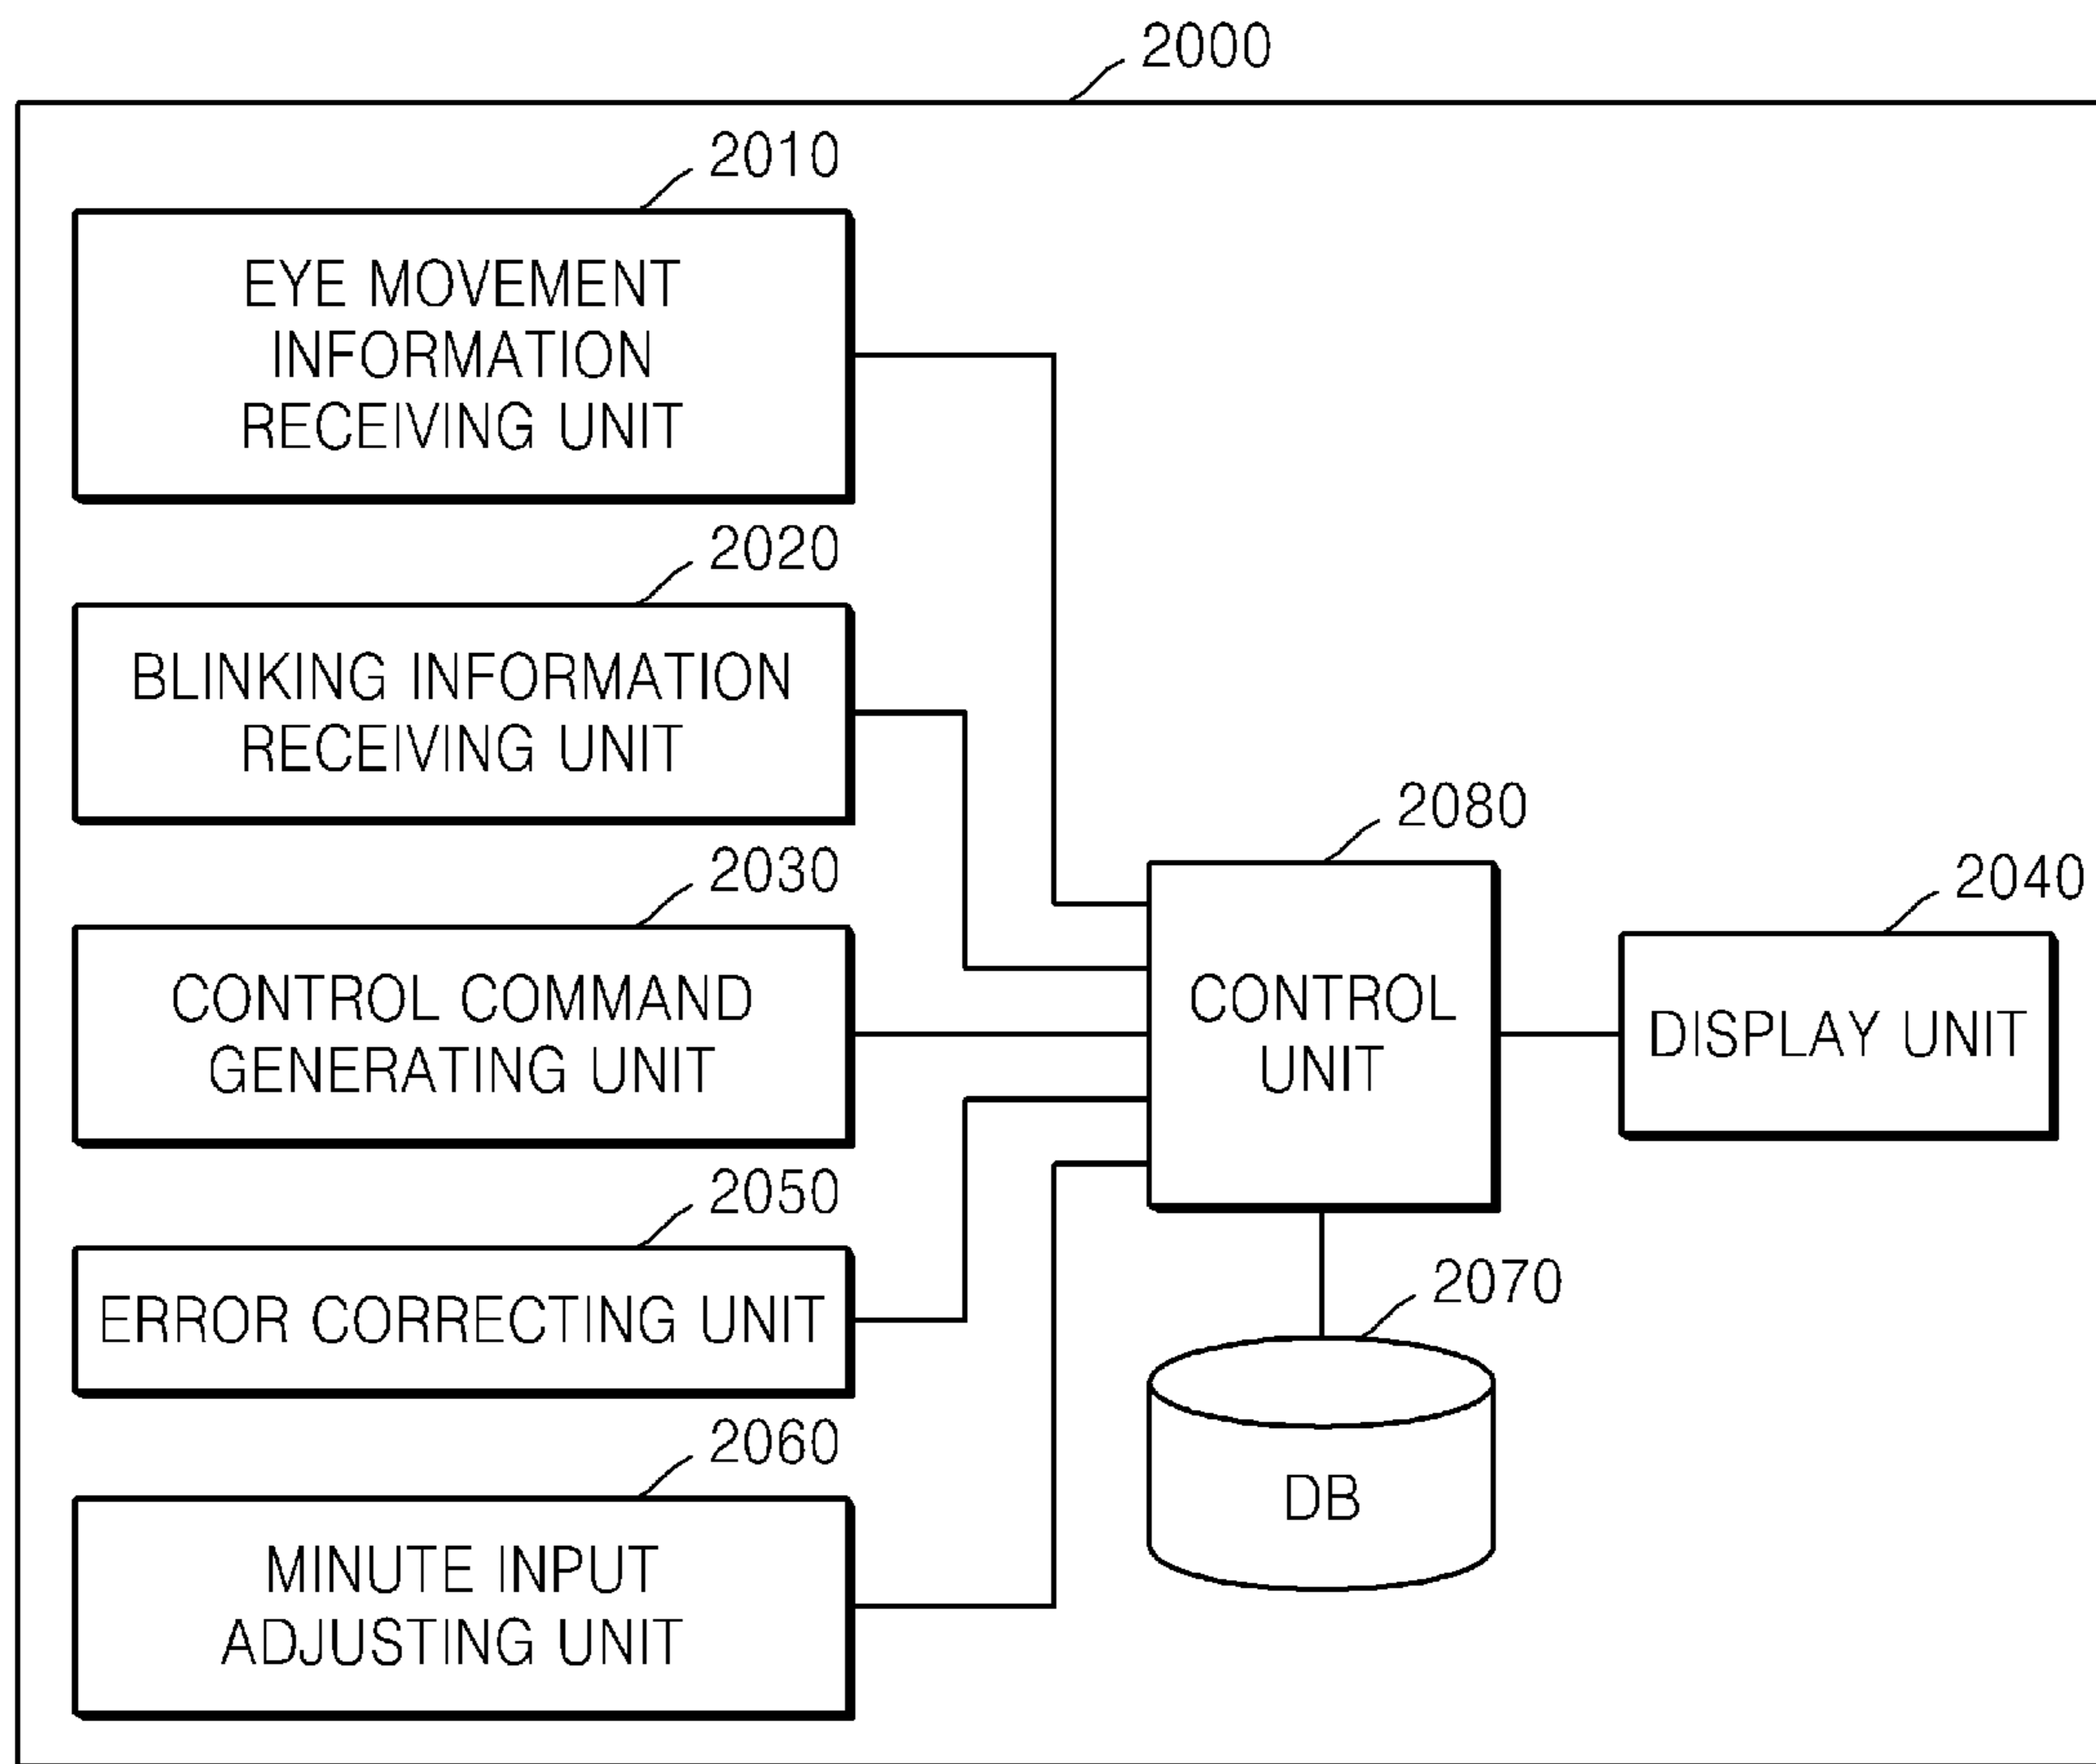 2000
2010
EYE MOVEMENT
INFORMATION
RECEIVING UNIT
2020
BLINKING INFORMATION
RECEIVING UNIT
2030
CONTROL COMMAND
GENERATING UNIT
2050
ERROR CORRECTING UNIT
2060
MINUTE INPUT
ADJUSTING UNIT
2080
CONTROL
UNIT
2040
DISPLAY UNIT
2070
DB